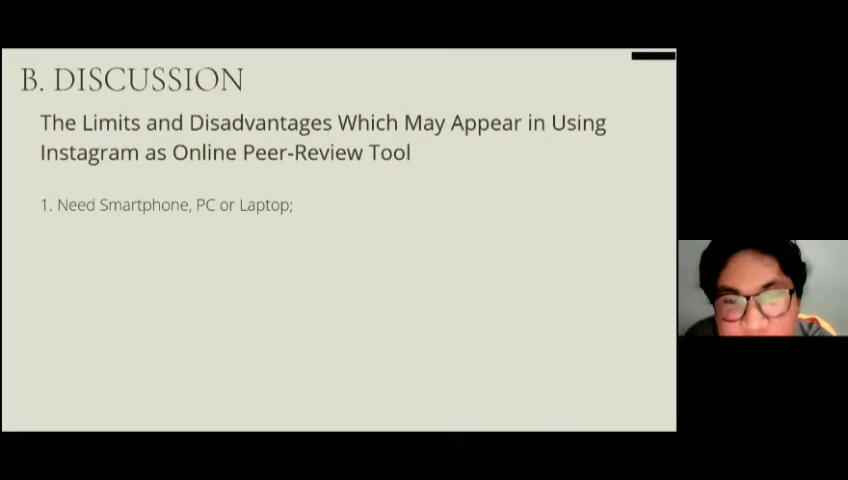 B. DISCUSSION
The Limits and Disadvantages Which May Appear in Using
Instagram as Online Peer-Review Tool
1. Need Smartphone, PC or Laptop;